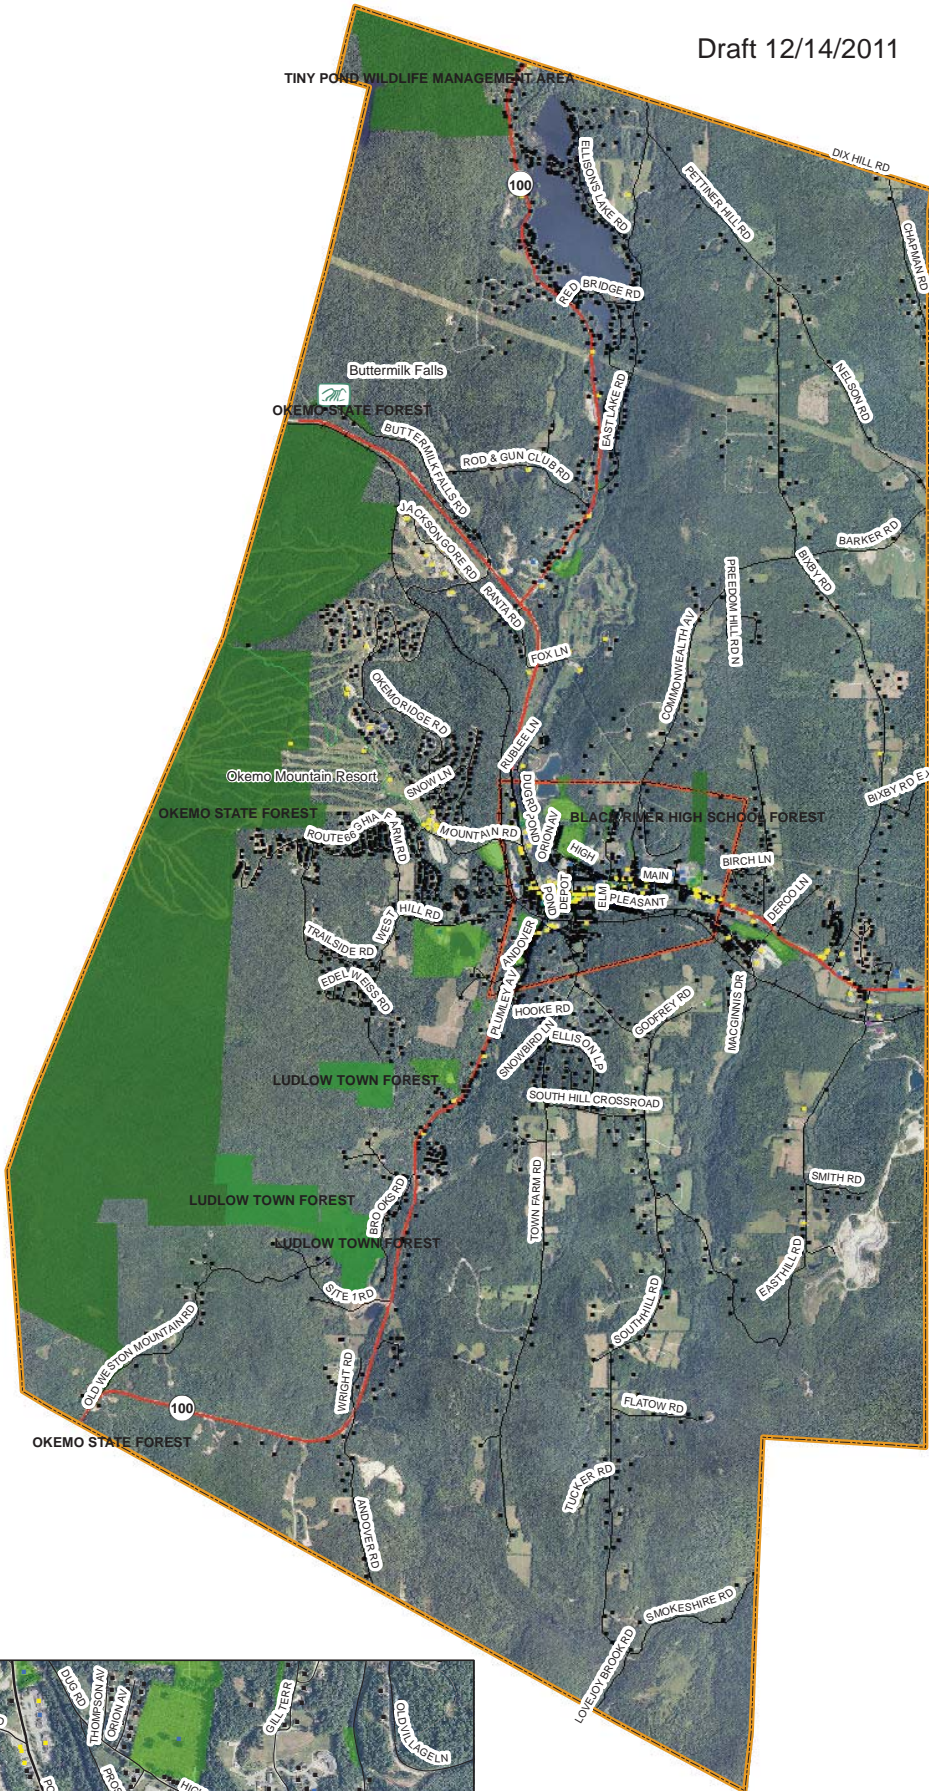 Draft 12/14/2011
TINY POND WILDLIFE MANAGEMENT AREA
DIX HILL RD
ELLISON'S LAKE RD
PETTINER HILL RD
100
CHAPMAN RD
RED BRIDGE RD
Buttermilk Falls
NELSON RD
OKEMO STATE FOREST
EAST LAKE RD
BUTTERMILK FALLS RD
ROD & GUN CLUB RD
JACKSON GORE RD
BARKER RD
BIXBY RD
RANTA RD
FREEDOM HILL RD N
COMMONWEALTH AV
FOX LN
OKEMO RIDGE RD
RUBLEE LN
Okemo Mountain Resort
SNOW LN
BIXBY RD EX
OKEMO STATE FOREST
DUG RD
POND
ORION AV
BLACK RIVER HIGH SCHOOL FOREST
ROUTE 66
GHIA
FARM RD
MOUNTAIN RD
HIGH
BIRCH LN
MAIN
DEPOT
POND
ELM
PLEASANT
DEROO LN
WEST HILL RD
ANDOVER
TRAILSIDE RD
EDELWEISS RD
PLUMLEY AV
HOOKE RD
GODFREY RD
MACGINNIS DR
SNOWBIRD LN
ELLISON LP
LUDLOW TOWN FOREST
SOUTH HILL CROSSROAD
SMITH RD
LUDLOW TOWN FOREST
BROOKS RD
TOWN FARM RD
LUDLOW TOWN FOREST
EAST HILL RD
SITE 1 RD
SOUTH HILL RD
OLD WESTON MOUNTAIN RD
WRIGHT RD
100
FLATOW RD
OKEMO STATE FOREST
TUCKER RD
ANDOVER RD
SMOKESHIRE RD
LOVEJOY BROOK RD
DUG RD
THOMPSON AV
ORION AV
GILL TERR
OLD VILLAGE LN